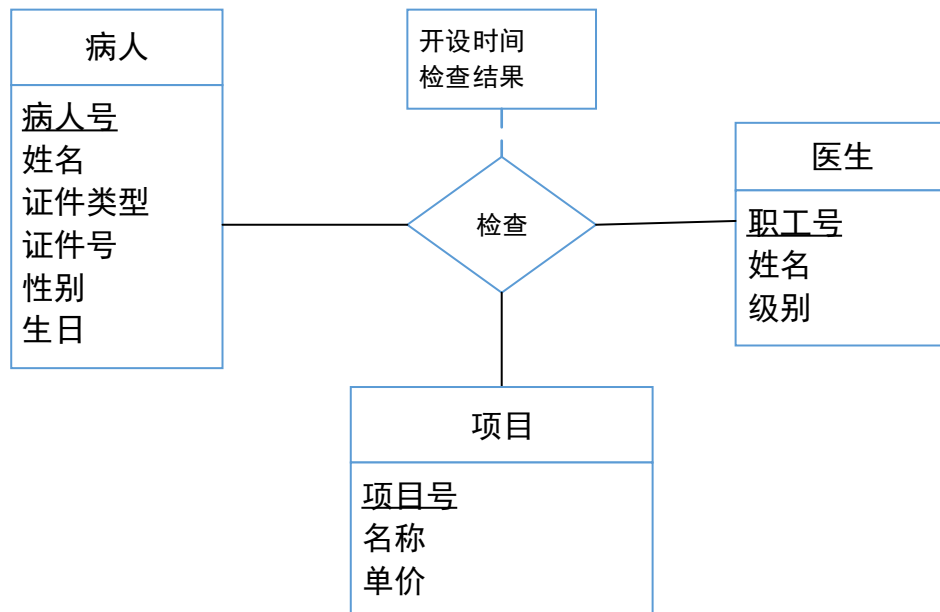 病人
病人号
姓名
证件类型
证件号
性别
生日
开设时间
检查结果
检查
医生
职工号
姓名
级别
项目
项目号
名称
单价